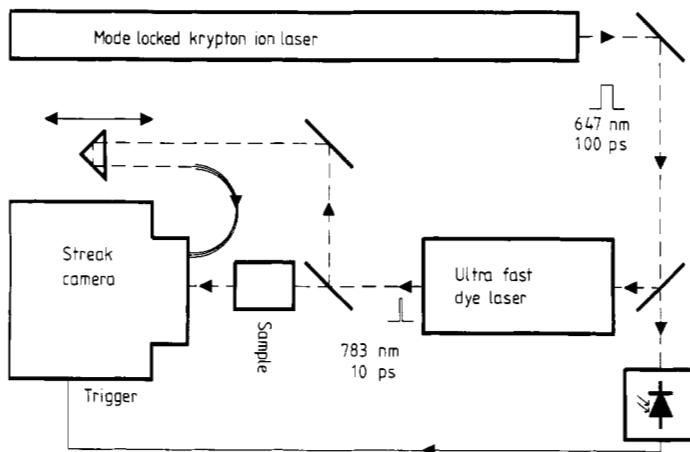 Mode locked krypton ion laser
647 nm
100 ps
Streak
camera
Ultra fast
dye laser
Sample
783 nm
10 ps
Trigger